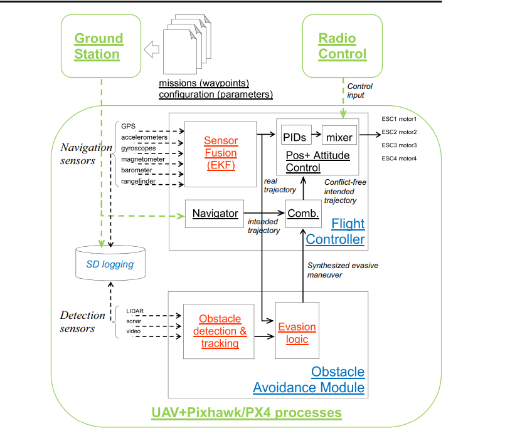 Ground
Station
Radio
Control
missions (waypoints)
configuration (parameters)
Control
input
Navigation
sensors
GPS
accelerometers
gyroscopes
magnetometer
barometer
rangefinder
Sensor
Fusion
(EKF)
PIDs
mixer
Pos+ Attitude
Control
ESC1 motor1
ESC2 motor2
ESC3 motor3
ESC4 motor4
real
trajectory
Conflict-free
intended
trajectory
Navigator
intended
trajectory
Comb.
Flight
Controller
SD logging
Synthesized evasive
maneuver
Detection
sensors
LIDAR
sonar
video
Obstacle
detection &
tracking
Evasion
logic
Obstacle
Avoidance Module
UAV+Pixhawk/PX4 processes